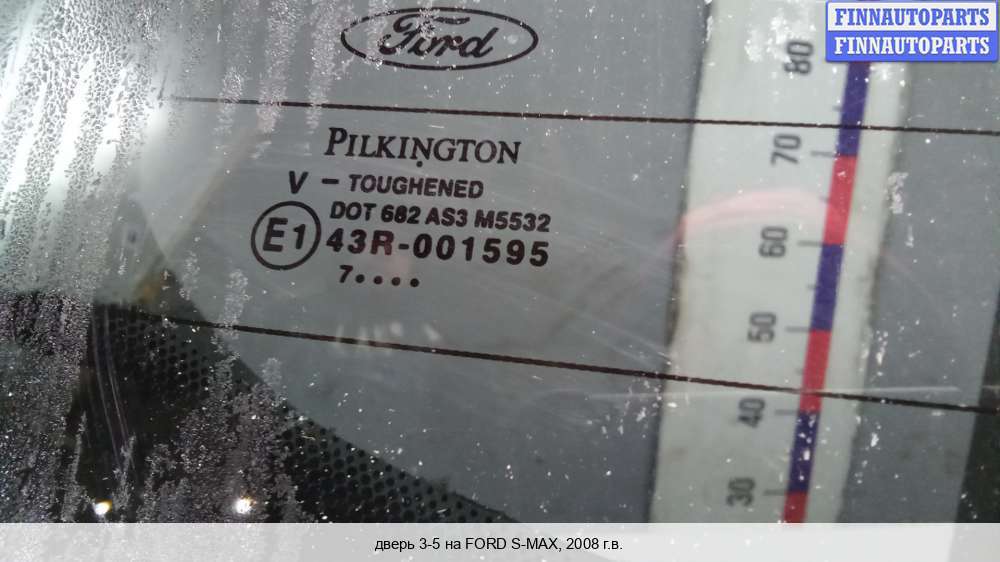 FINNAUTOPARTS
FINNAUTOPARTS
Ford
PILKINGTON
V - TOUGHENED
DOT 682 AS3 M5532
E1 43R-001595
7••••
80
70
60
50
40
30
дверь 3-5 на FORD S-MAX, 2008 г.в.